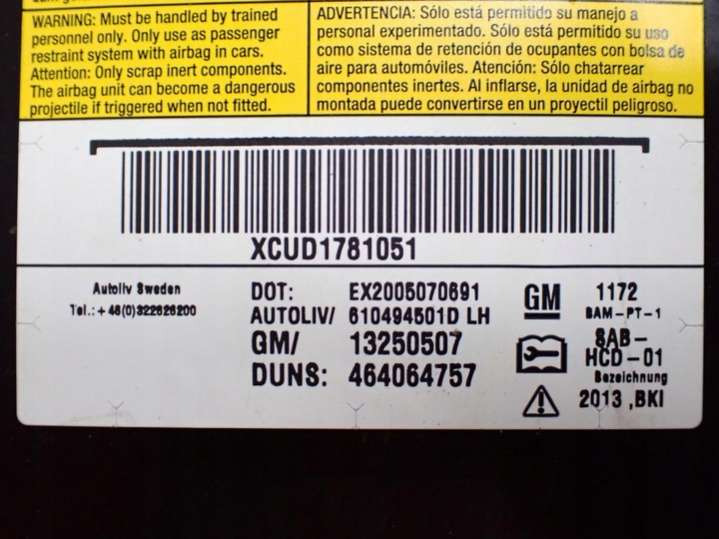 WARNING: Must be handled by trained
personnel only. Only use as passenger
restraint system with airbag in cars.
Attention: Only scrap inert components.
The airbag unit can become a dangerous
projectile if triggered when not fitted.
ADVERTENCIA: Sólo está permitido su manejo a
personal experimentado. Sólo está permitido su uso
como sistema de retención de ocupantes con bolsa de
aire para automóviles. Atención: Sólo chatarrear
componentes inertes. Al inflarse, la unidad de airbag no
montada puede convertirse en un proyectil peligroso.
XCUD1781051
Autoliv Sweden
Tel.:+46(0)322626200
DOT: EX2005070691
AUTOLIV/ 610494501D LH
GM/ 13250507
DUNS: 464064757
GM 1172
BAM-PT-1
SAB-
HCD-01
Bezeichnung
2013 ,BKI